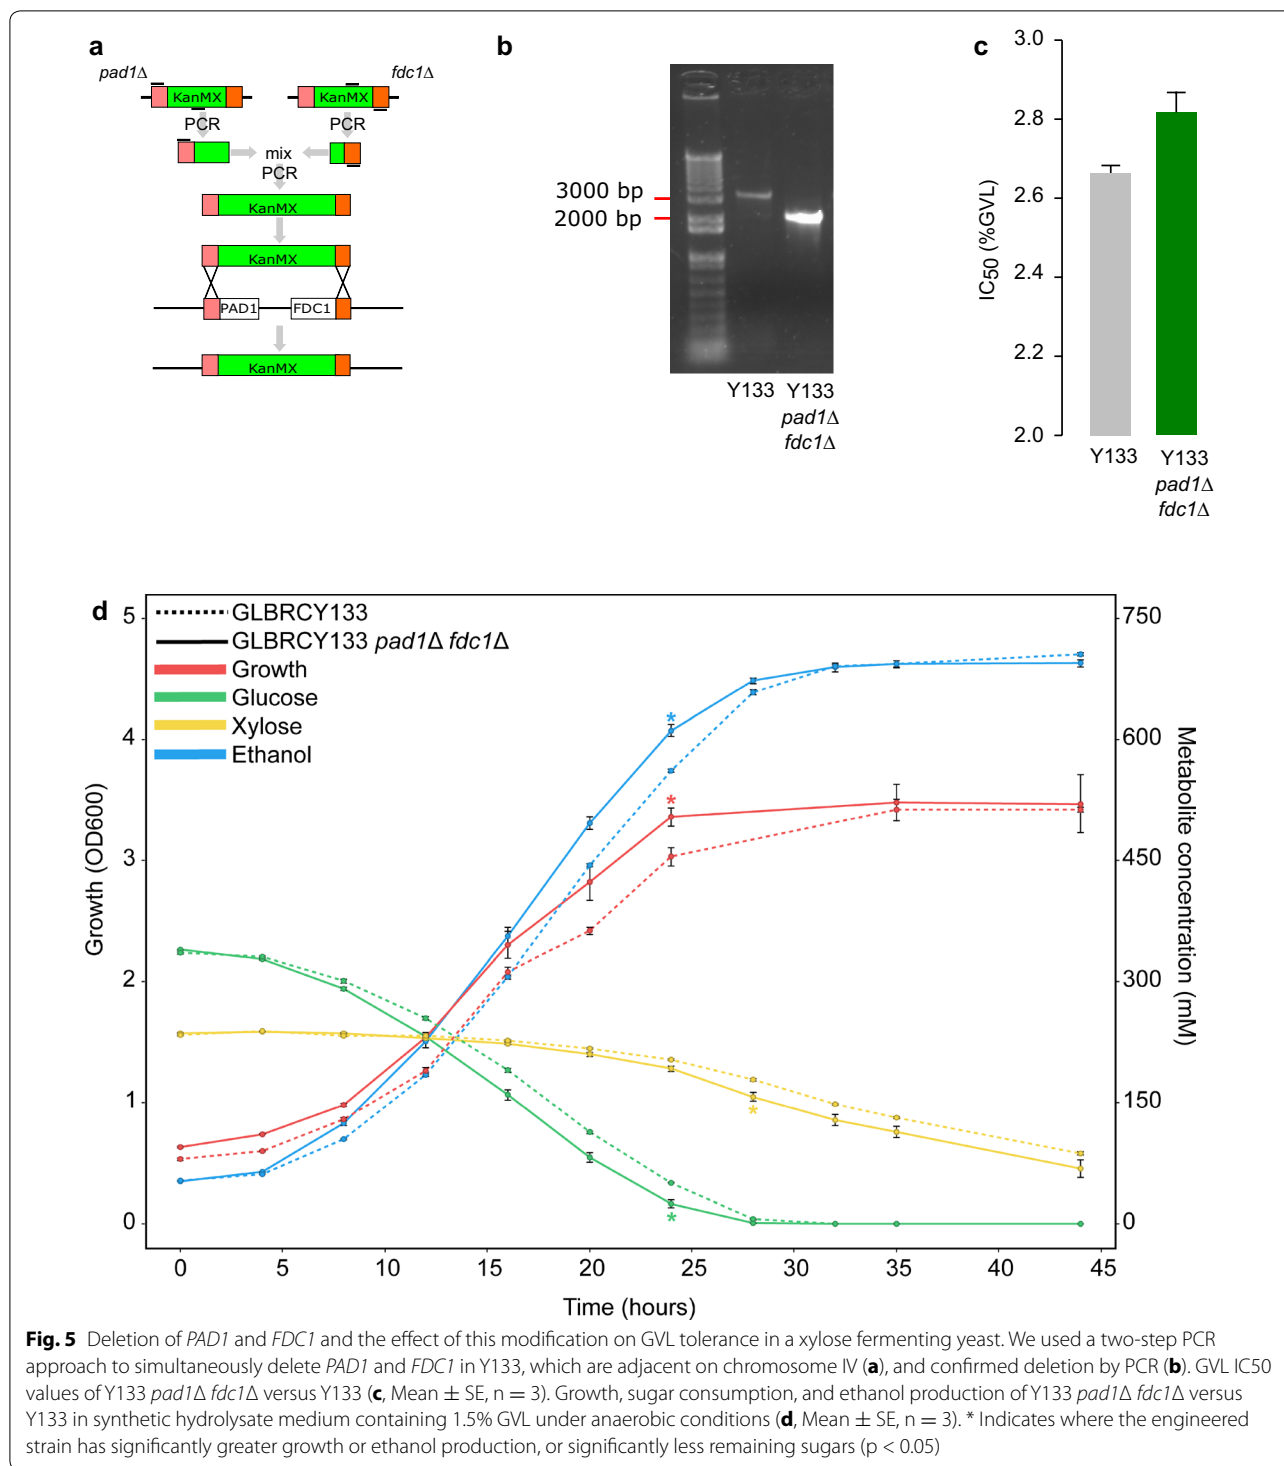 a
pad1Δ
fdc1Δ
KanMX
KanMX
PCR
PCR
mix
PCR
KanMX
KanMX
PAD1
FDC1
KanMX
b
3000 bp
2000 bp
Y133
Y133
pad1Δ
fdc1Δ
c
3.0
2.8
2.6
2.4
2.2
2.0
IC50 (%GVL)
Y133
Y133
pad1Δ
fdc1Δ
d
GLBRCY133
GLBRCY133 pad1Δ fdc1Δ
Growth
Glucose
Xylose
Ethanol
5
4
3
2
1
0
Growth (OD600)
750
600
450
300
150
0
Metabolite concentration (mM)
*
*
*
*
0 5 10 15 20 25 30 35 40 45
Time (hours)
Fig. 5 Deletion of PAD1 and FDC1 and the effect of this modification on GVL tolerance in a xylose fermenting yeast. We used a two-step PCR
approach to simultaneously delete PAD1 and FDC1 in Y133, which are adjacent on chromosome IV (a), and confirmed deletion by PCR (b). GVL IC50
values of Y133 pad1Δ fdc1Δ versus Y133 (c, Mean ± SE, n = 3). Growth, sugar consumption, and ethanol production of Y133 pad1Δ fdc1Δ versus
Y133 in synthetic hydrolysate medium containing 1.5% GVL under anaerobic conditions (d, Mean ± SE, n = 3). * Indicates where the engineered
strain has significantly greater growth or ethanol production, or significantly less remaining sugars (p < 0.05)